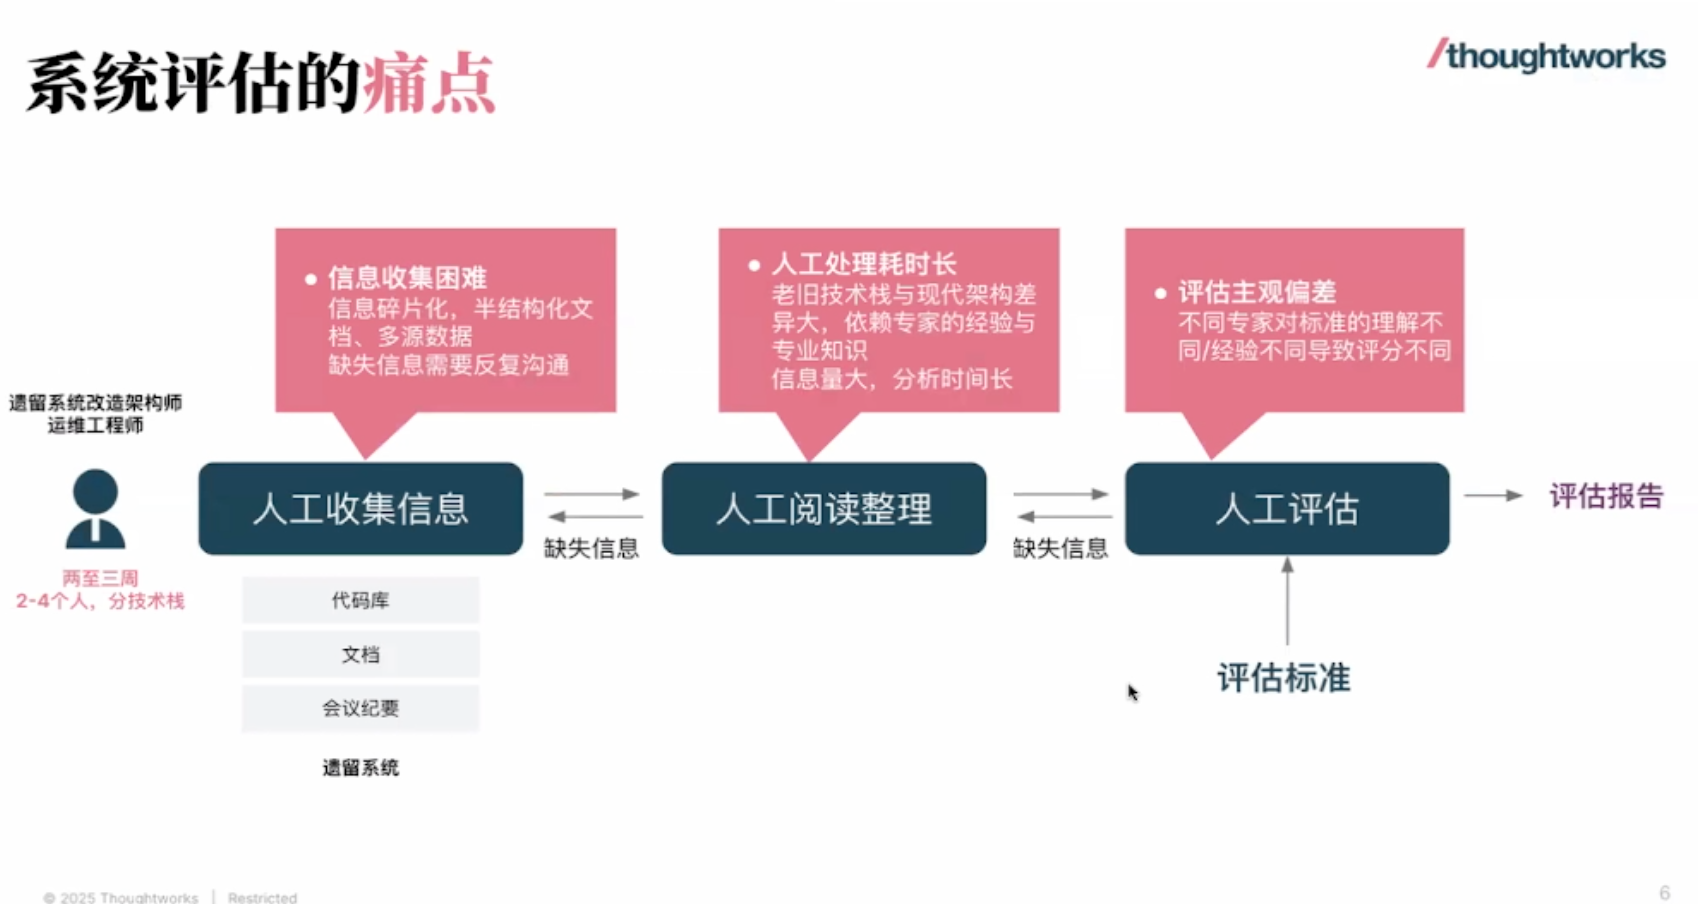 系统评估的痛点
/thoughtworks
● 信息收集困难
信息碎片化，半结构化文
档、多源数据
缺失信息需要反复沟通
● 人工处理耗时长
老旧技术栈与现代架构差
异大，依赖专家的经验与
专业知识
信息量大，分析时间长
● 评估主观偏差
不同专家对标准的理解不
同/经验不同导致评分不同
遗留系统改造架构师
运维工程师
两至三周
2-4个人，分技术栈
人工收集信息
缺失信息
人工阅读整理
缺失信息
人工评估
评估报告
代码库
文档
会议纪要
遗留系统
评估标准
© 2025 Thoughtworks | Restricted
6